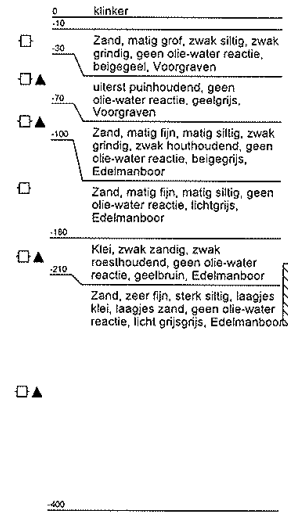 0 klinker
-10
Zand, matig grof, zwak siltig, zwak
-30 grindig, geen olie-water reactie,
beigegeel, Voorgraven
uiterst puinhoudend, geen
-70 olie-water reactie, geelgrijs,
Voorgraven
-100 Zand, matig fijn, matig siltig, zwak
grindig, zwak houthoudend, geen
olie-water reactie, beigegrijs,
Edelmanboor
Zand, matig fijn, matig siltig, geen
olie-water reactie, lichtgrijs,
Edelmanboor
-160
Klei, zwak zandig, zwak
roesthoudend, geen olie-water
-210 reactie, geelbruin, Edelmanboor
Zand, zeer fijn, sterk siltig, laagjes
klei, laagjes zand, geen olie-water
reactie, licht grijsgrijs, Edelmanboor
-400